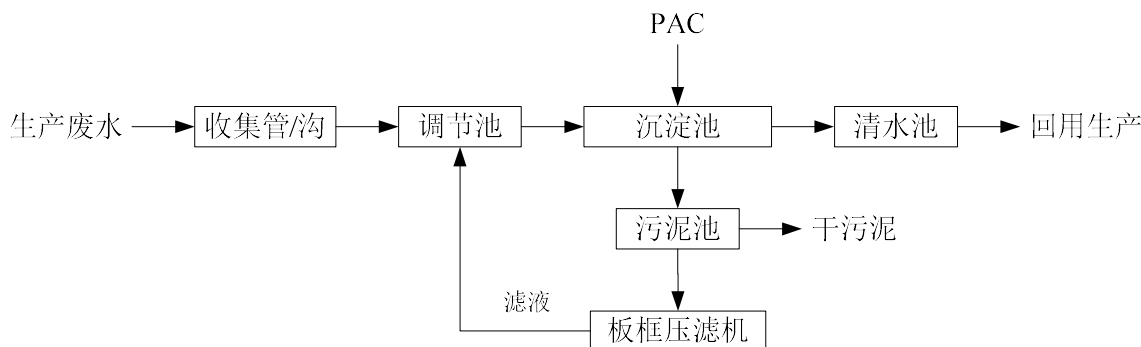 PAC
生产废水
收集管/沟
调节池
沉淀池
清水池
回用生产
污泥池
干污泥
滤液
板框压滤机